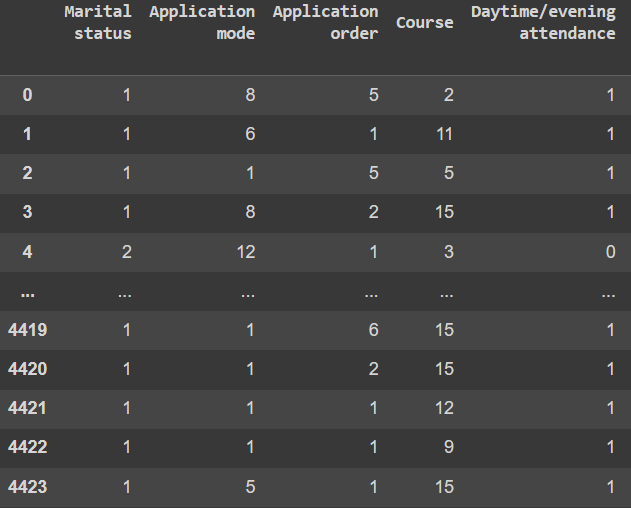 Marital status Application mode Application order Course Daytime/evening attendance
0 1 8 5 2 1
1 1 6 1 11 1
2 1 1 5 5 1
3 1 8 2 15 1
4 2 12 1 3 0
... ... ... ... ... ...
4419 1 1 6 15 1
4420 1 1 2 15 1
4421 1 1 1 12 1
4422 1 1 1 9 1
4423 1 5 1 15 1